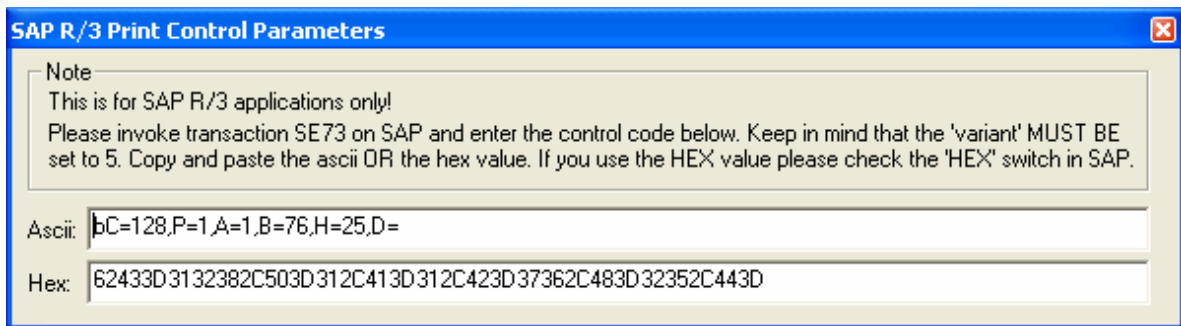 SAP R/3 Print Control Parameters
Note
This is for SAP R/3 applications only!
Please invoke transaction SE73 on SAP and enter the control code below. Keep in mind that the 'variant' MUST BE
set to 5. Copy and paste the ascii OR the hex value. If you use the HEX value please check the 'HEX' switch in SAP.
Ascii: bC=128,P=1,A=1,B=76,H=25,D=
Hex: 62433D3132382C503D312C413D312C423D37362C483D32352C443D